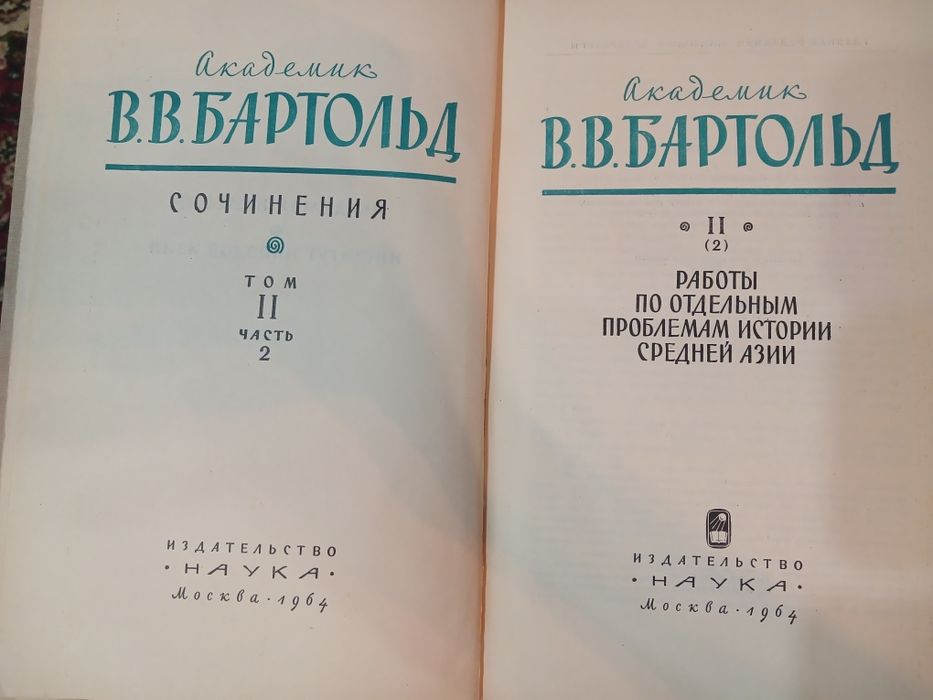 Академик
В.В.БАРТОЛЬД
СОЧИНЕНИЯ
ТОМ
II
ЧАСТЬ
2
ИЗДАТЕЛЬСТВО
·НАУКА·
Москва·1964
Академик
В.В.БАРТОЛЬД
II
(2)
РАБОТЫ
ПО ОТДЕЛЬНЫМ
ПРОБЛЕМАМ ИСТОРИИ
СРЕДНЕЙ АЗИИ
ИЗДАТЕЛЬСТВО
·НАУКА·
Москва·1964